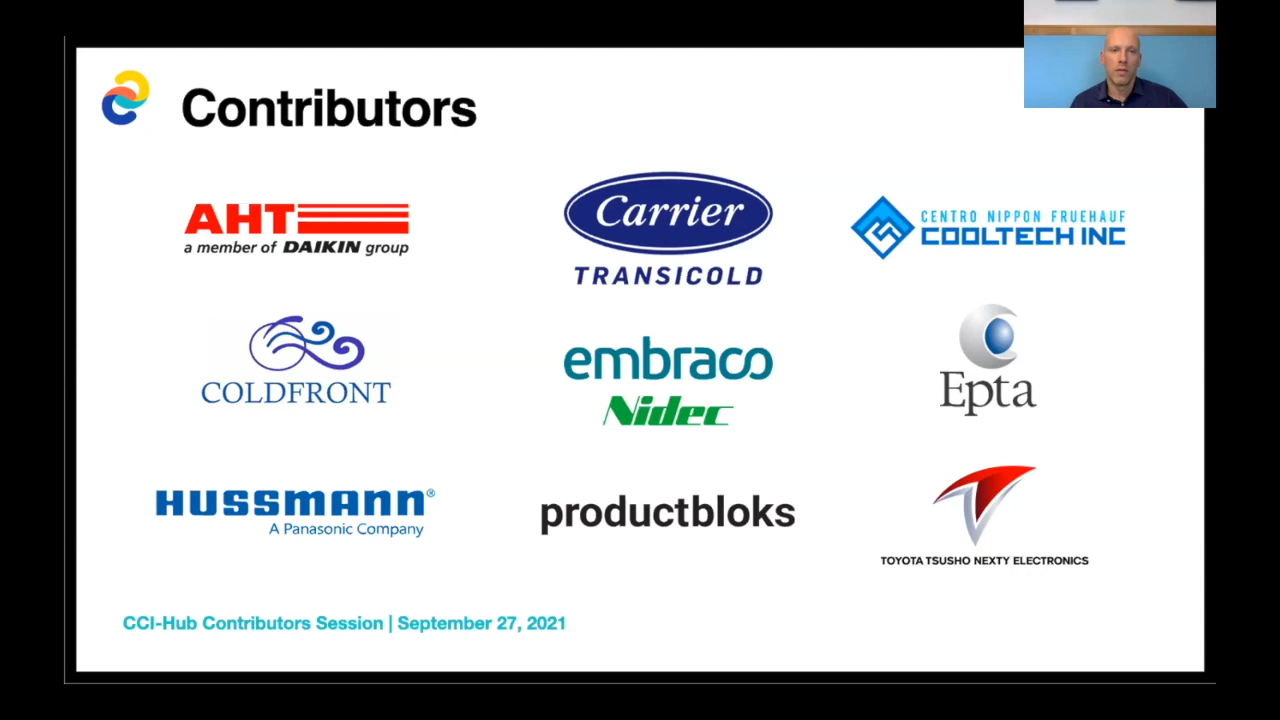 Contributors
AHT
a member of DAIKIN group
Carrier
TRANSICOLD
CENTRO NIPPON FRUEHAUF
COOLTECH INC
COLDFRONT
embraco
Nidec
Epta
HUSSMANN®
A Panasonic Company
productbloks
TOYOTA TSUSHO NEXTY ELECTRONICS
CCI-Hub Contributors Session | September 27, 2021